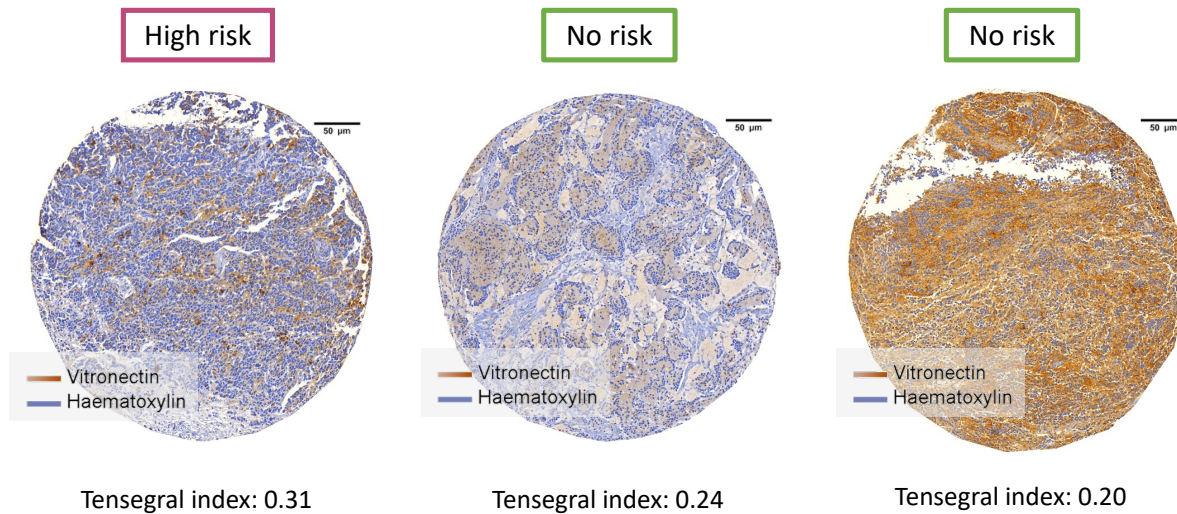 High risk
No risk
No risk
50 µm
50 µm
50 µm
Vitronectin
Haematoxylin
Vitronectin
Haematoxylin
Vitronectin
Haematoxylin
Tensegral index: 0.31
Tensegral index: 0.24
Tensegral index: 0.20